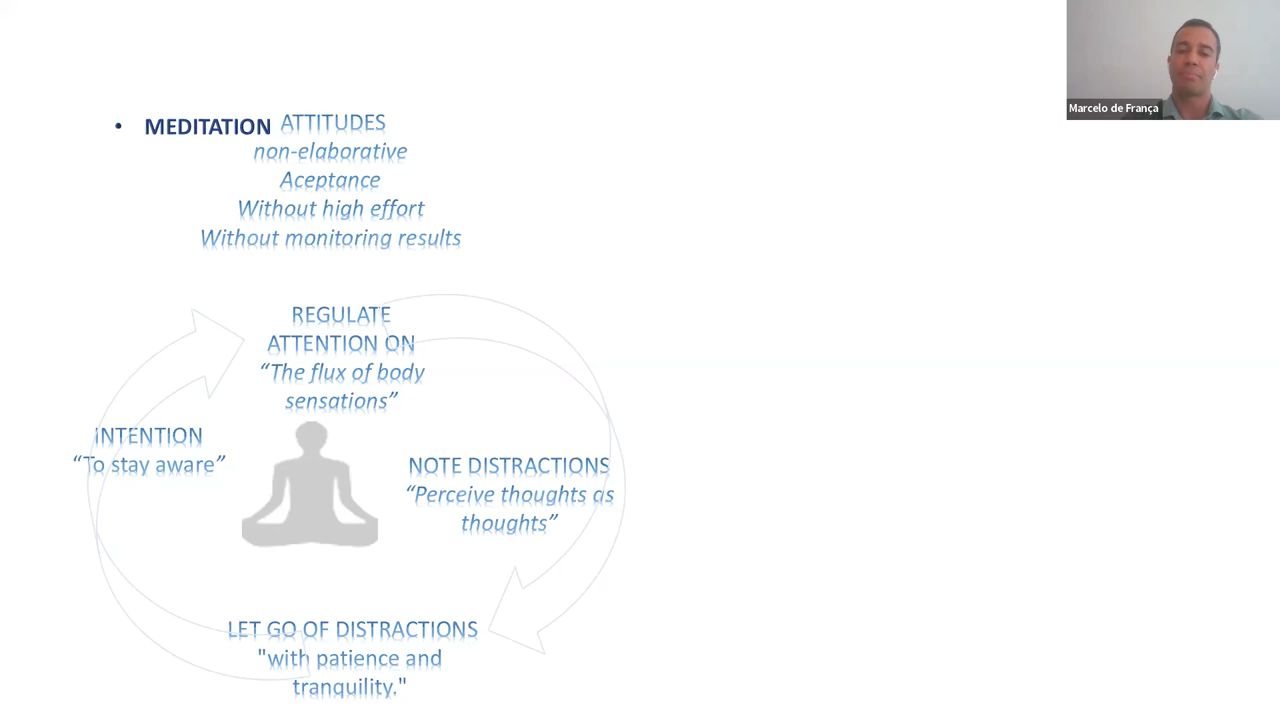 • MEDITATION
ATTITUDES
non-elaborative
Aceptance
Without high effort
Without monitoring results
REGULATE
ATTENTION ON
“The flux of body
sensations”
INTENTION
“To stay aware”
NOTE DISTRACTIONS
“Perceive thoughts as
thoughts”
LET GO OF DISTRACTIONS
"with patience and
tranquility."
Marcelo de França